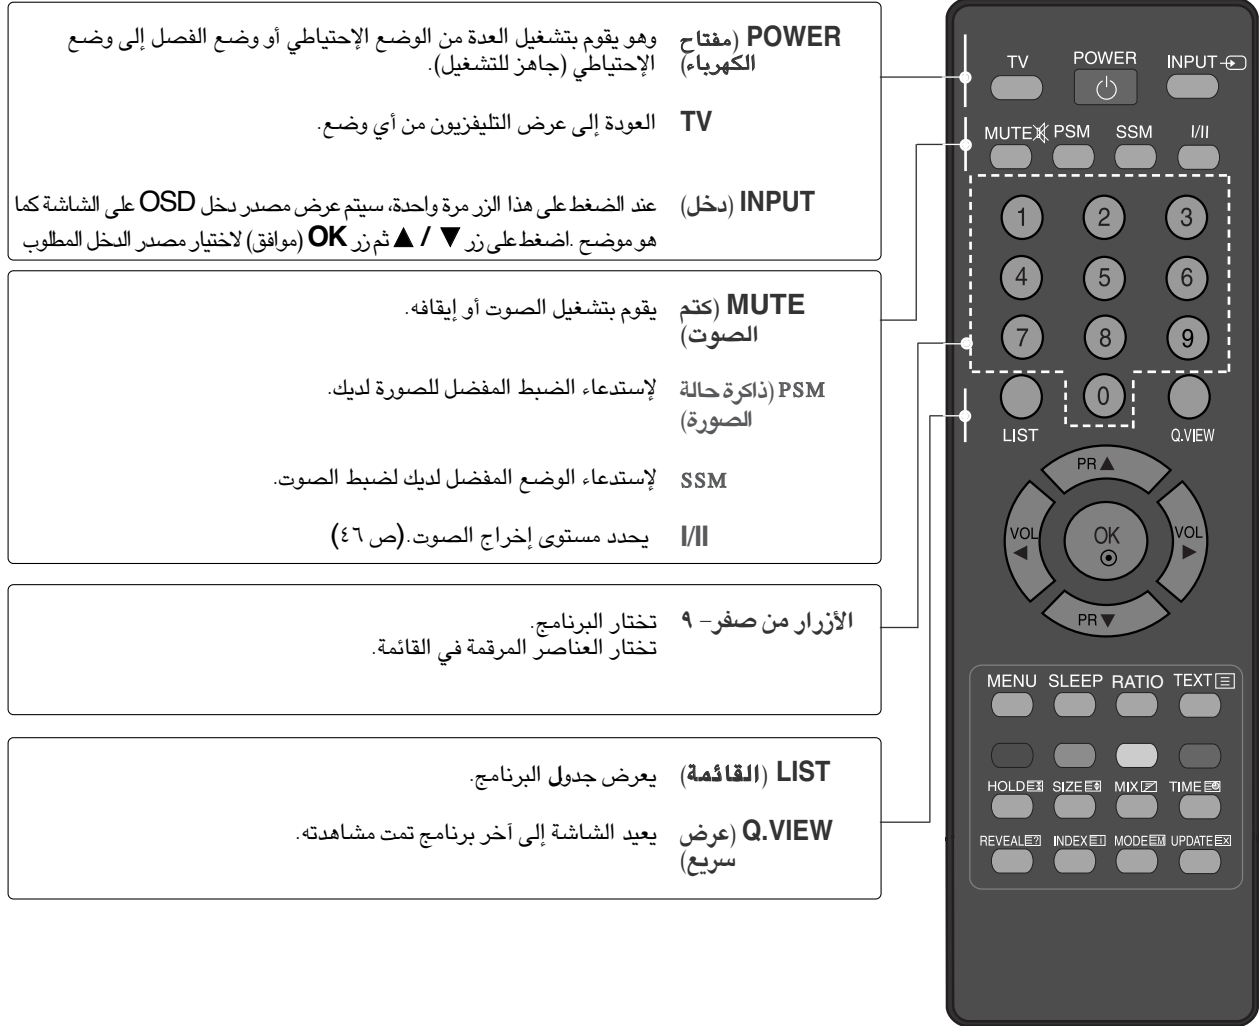 POWER (مفتاح الكهرباء) وهو يقوم بتشغيل العدة من الوضع الإحتياطي أو وضع الفصل إلى وضع
الإحتياطي (جاهز للتشغيل).
TV العودة إلى عرض التليفزيون من أي وضع.
INPUT (دخل) عند الضغط على هذا الزر مرة واحدة، سيتم عرض مصدر دخل OSD على الشاشة كما
هو موضح .اضغط على زر ▼ / ▲ ثم زر OK (موافق) لاختيار مصدر الدخل المطلوب
MUTE (كتم الصوت) يقوم بتشغيل الصوت أو إيقافه.
PSM (ذاكرة حالة الصورة) لإستدعاء الضبط المفضل للصورة لديك.
SSM لإستدعاء الوضع المفضل لديك لضبط الصوت.
I/II يحدد مستوى إخراج الصوت.(ص ٤٦)
الأزرار من صفر- ٩ تختار البرنامج.
تختار العناصر المرقمة في القائمة.
LIST (القائمة) يعرض جدول البرنامج.
Q.VIEW (عرض سريع) يعيد الشاشة إلى آخر برنامج تمت مشاهدته.
TV POWER INPUT
MUTE PSM SSM I/II
1 2 3
4 5 6
7 8 9
0
LIST Q.VIEW
PR ▲
VOL ◀ OK VOL ▶
PR ▼
MENU SLEEP RATIO TEXT
HOLD SIZE MIX TIME
REVEAL INDEX MODE UPDATE